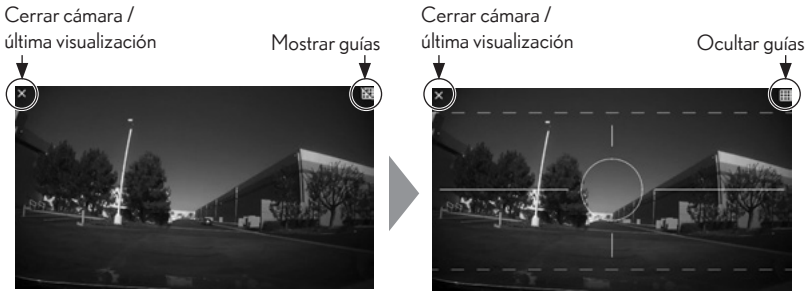 Cerrar cámara /
última visualización
Mostrar guías
Cerrar cámara /
última visualización
Ocultar guías